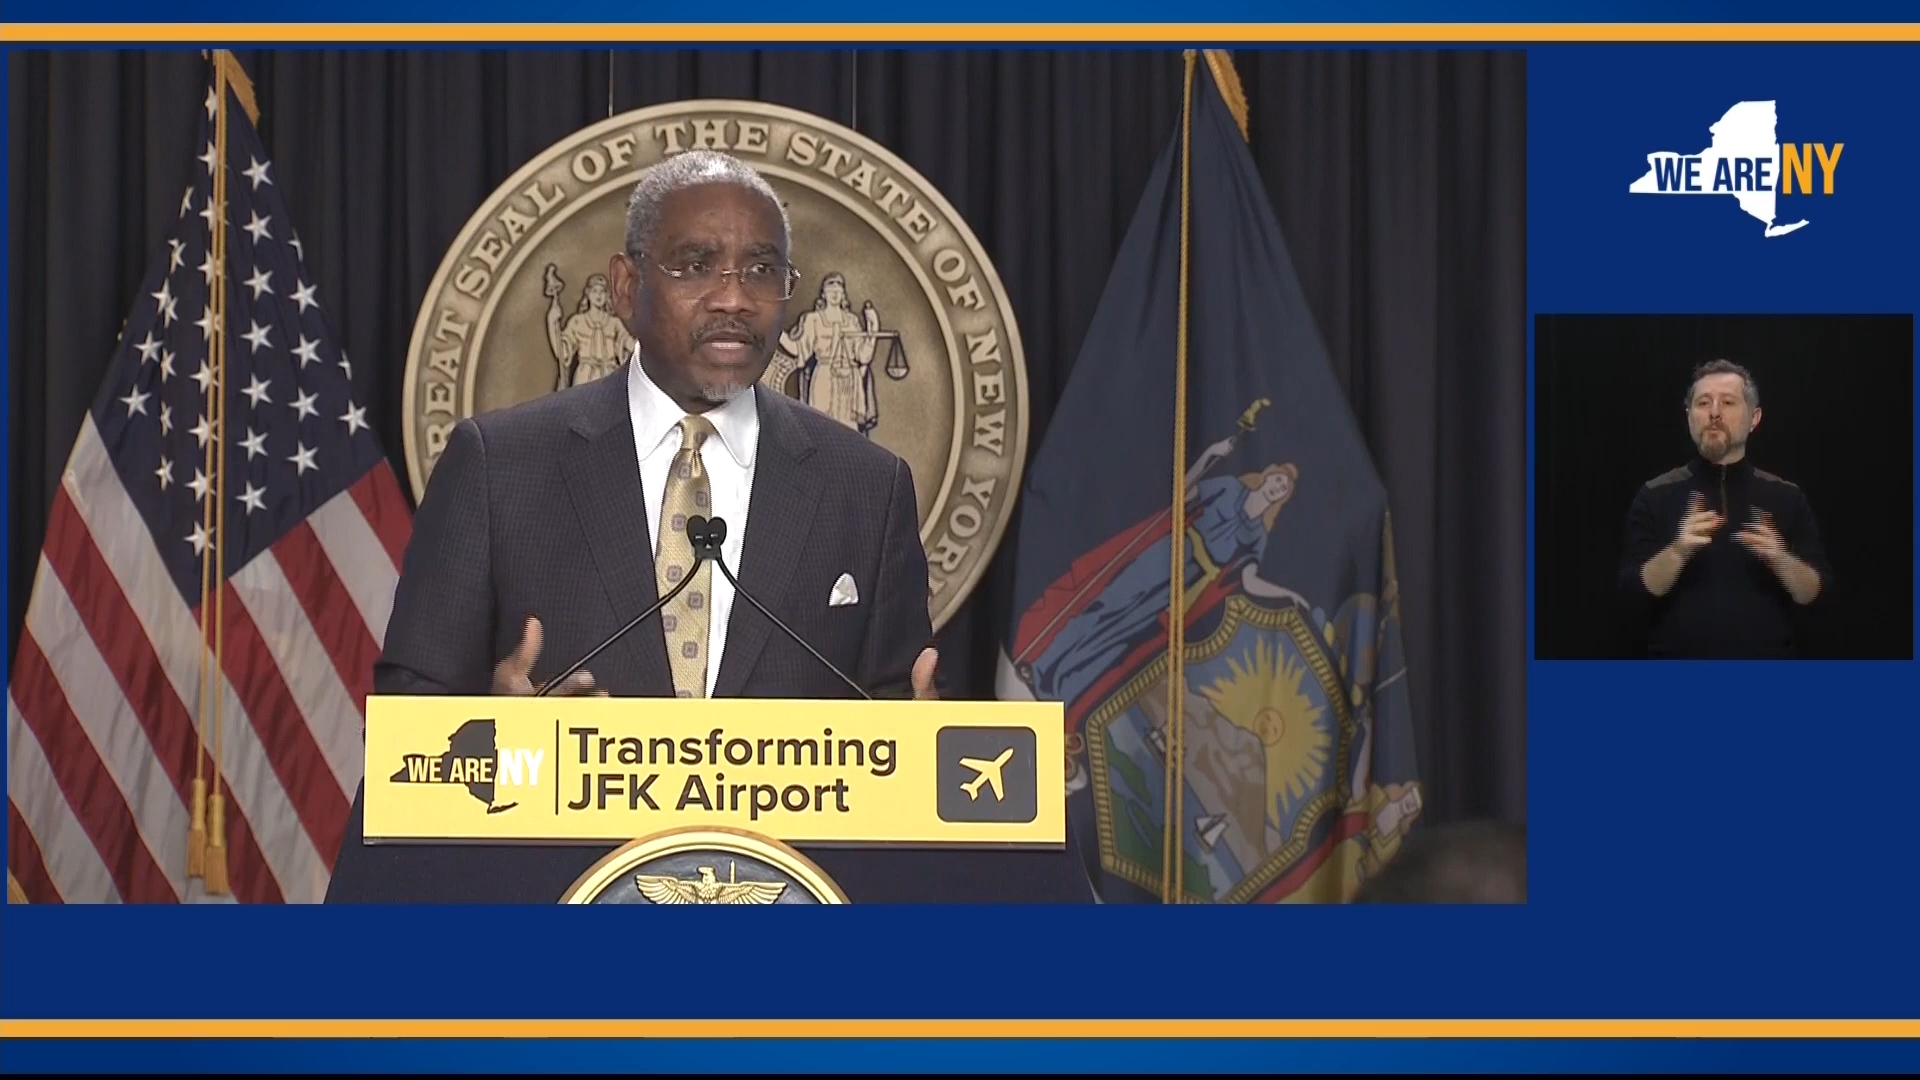 GREAT SEAL OF THE STATE OF NEW YORK
WE ARE NY
WE ARE NY
Transforming
JFK Airport